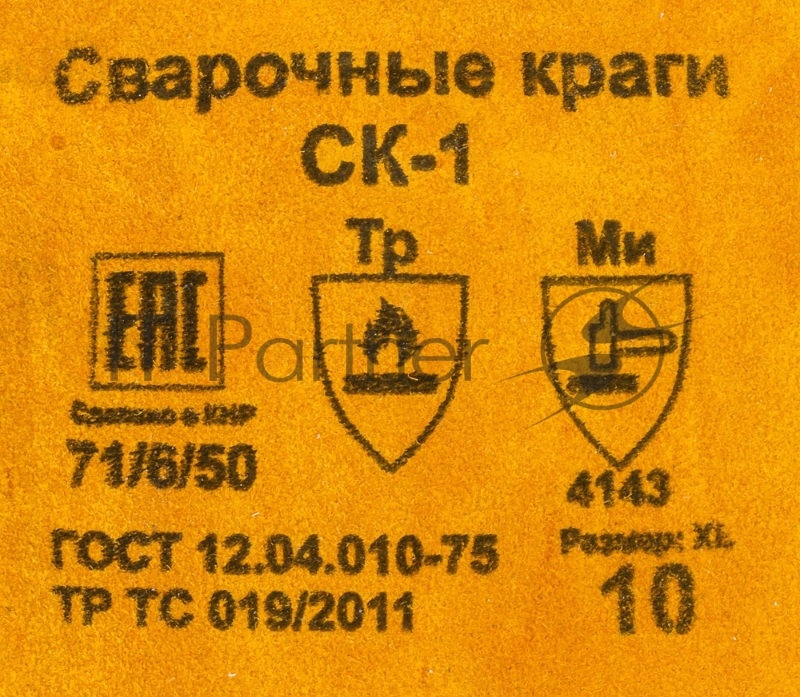 Сварочные краги
СК-1
Тр
Ми
ЕАС
Partner
Сделано в КНР
71/6/50
4143
ГОСТ 12.04.010-75
Размер: XL
ТР ТС 019/2011
10